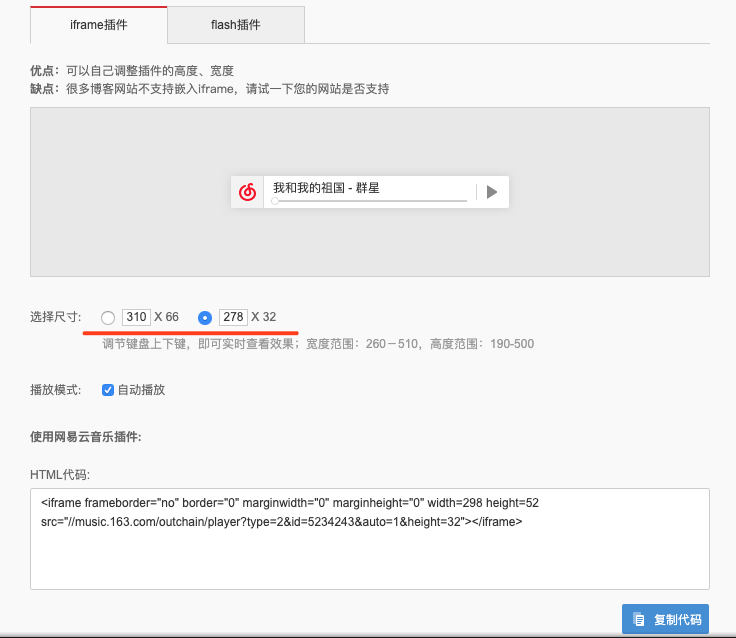 iframe插件 flash插件
优点：可以自己调整插件的高度、宽度
缺点：很多博客网站不支持嵌入iframe，请试一下您的网站是否支持
我和我的祖国 - 群星
选择尺寸: 310 X 66 278 X 32
调节键盘上下键，即可实时查看效果；宽度范围：260－510，高度范围：190-500
播放模式: 自动播放
使用网易云音乐插件:
HTML代码:
<iframe frameborder="no" border="0" marginwidth="0" marginheight="0" width=298 height=52
src="//music.163.com/outchain/player?type=2&id=5234243&auto=1&height=32"></iframe>
复制代码